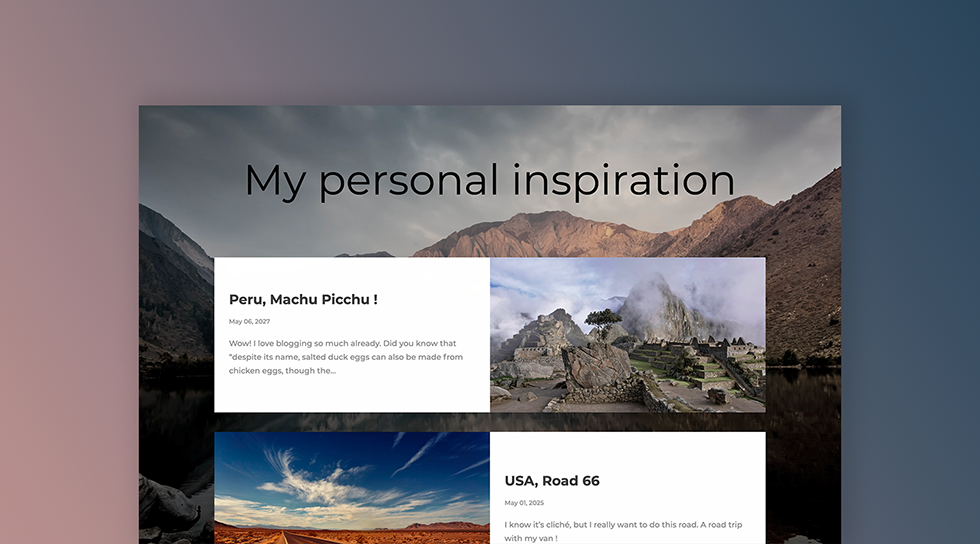 My personal inspiration
Peru, Machu Picchu !
May 06, 2027
Wow! I love blogging so much already. Did you know that
"despite its name, salted duck eggs can also be made from
chicken eggs, though the...
USA, Road 66
May 01, 2025
I know it's cliché, but I really want to do this road. A road trip
with my van !